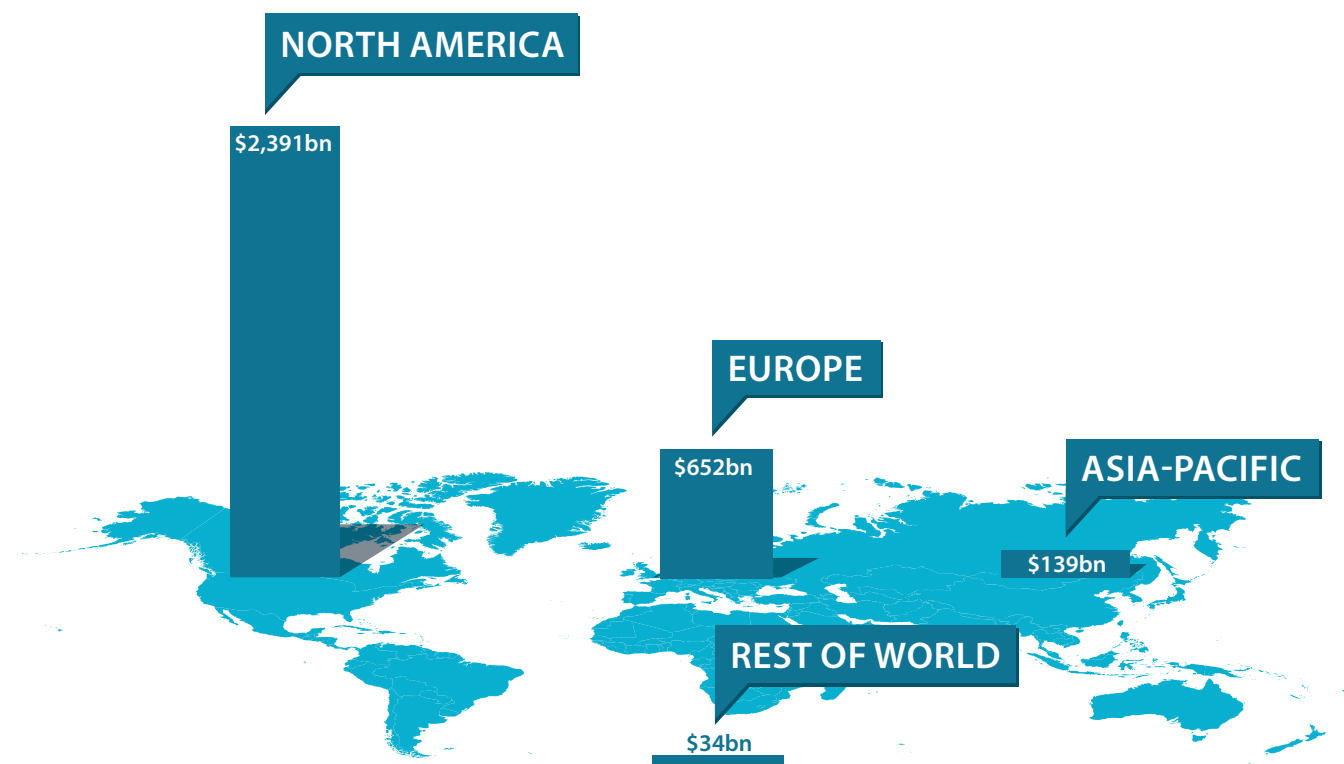 NORTH AMERICA
$2,391bn
EUROPE
$652bn
ASIA-PACIFIC
$139bn
REST OF WORLD
$34bn